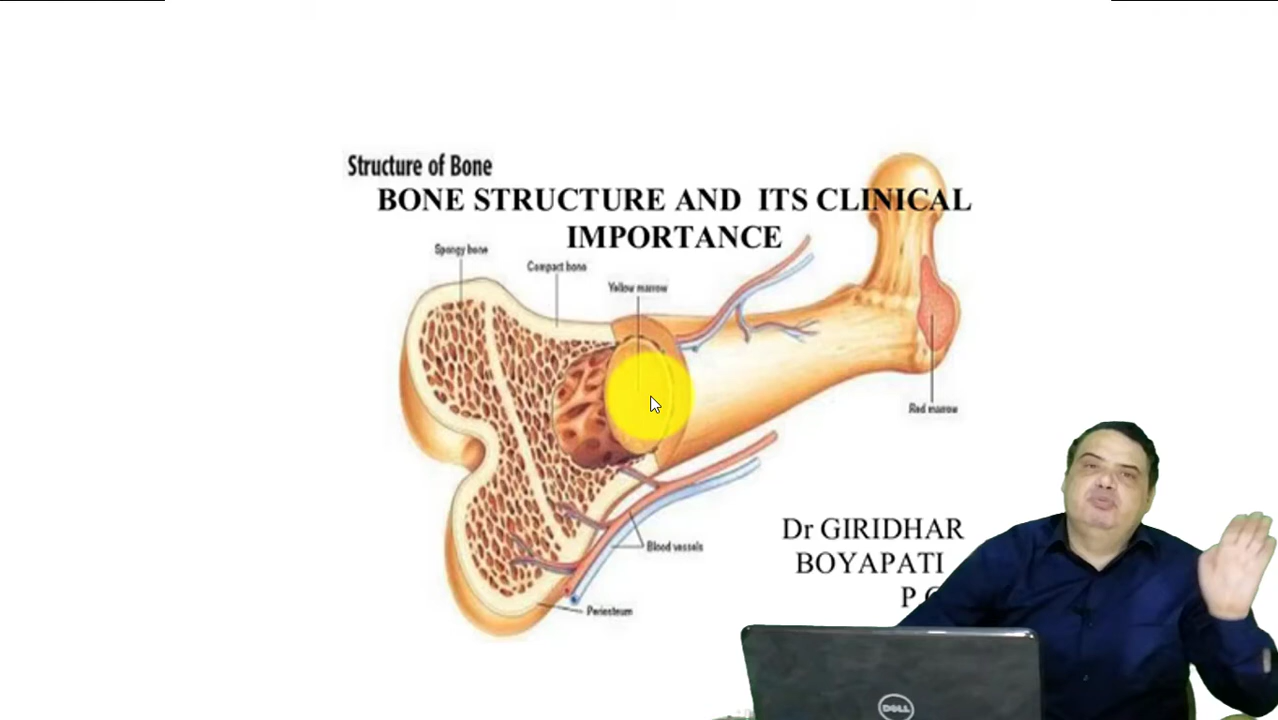 Structure of Bone
BONE STRUCTURE AND ITS CLINICAL
IMPORTANCE
Spongy bone
Compact bone
Yellow marrow
Red marrow
Blood vessels
Periosteum
Dr GIRIDHAR
BOYAPATI
P
DELL